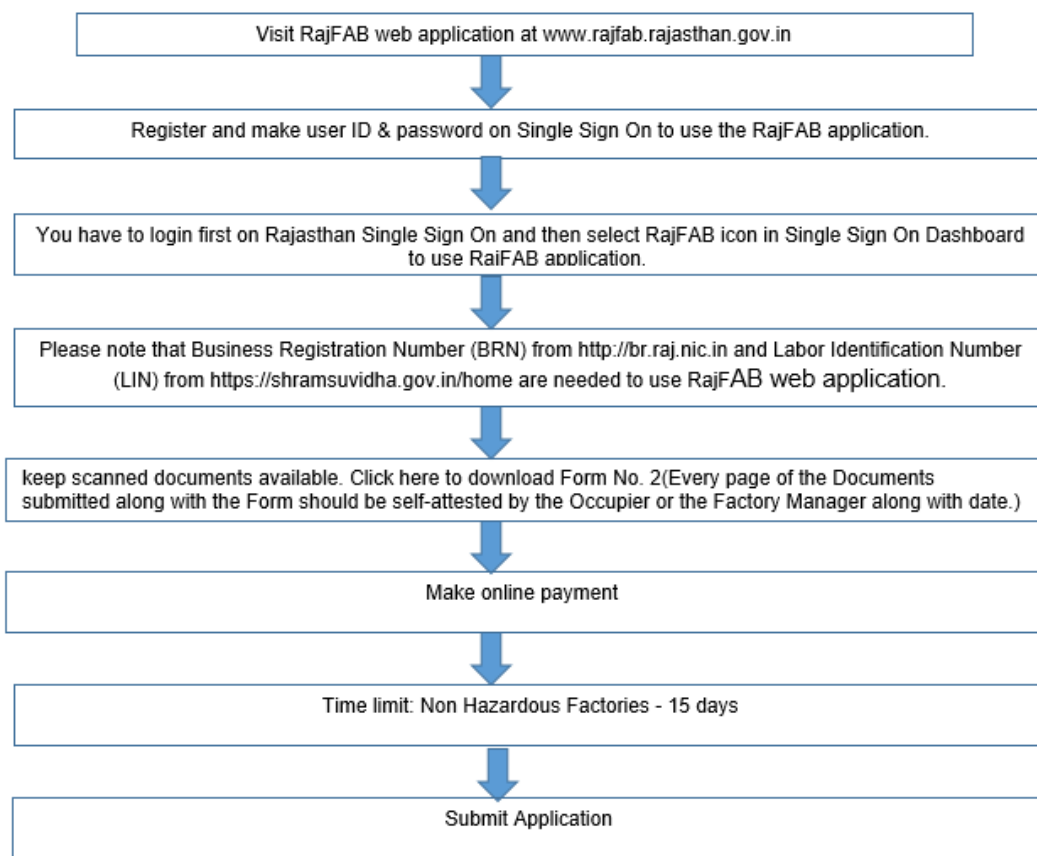 Visit RajFAB web application at www.rajfab.rajasthan.gov.in
Register and make user ID & password on Single Sign On to use the RajFAB application.
You have to login first on Rajasthan Single Sign On and then select RajFAB icon in Single Sign On Dashboard
to use RajFAB application.
Please note that Business Registration Number (BRN) from http://br.raj.nic.in and Labor Identification Number
(LIN) from https://shramsuvidha.gov.in/home are needed to use RajFAB web application.
keep scanned documents available. Click here to download Form No. 2(Every page of the Documents
submitted along with the Form should be self-attested by the Occupier or the Factory Manager along with date.)
Make online payment
Time limit: Non Hazardous Factories - 15 days
Submit Application